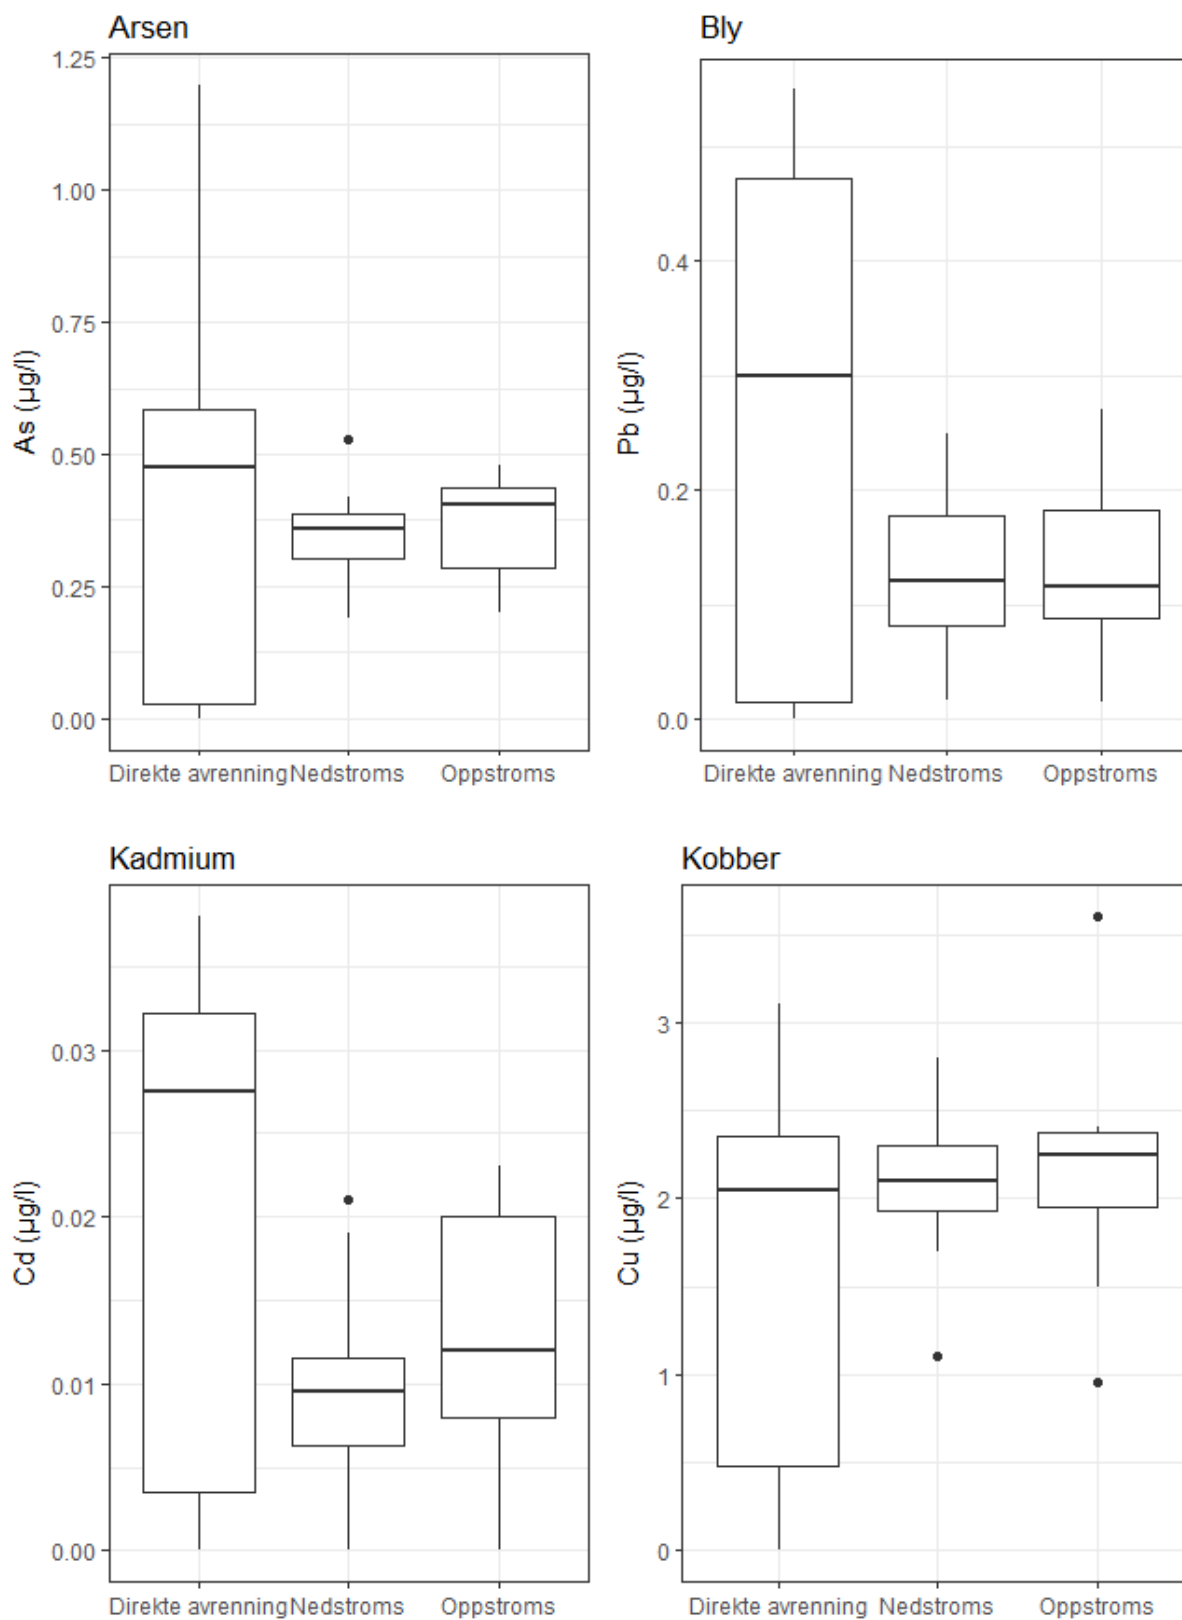 Arsen
As (µg/l)
1.25
1.00
0.75
0.50
0.25
0.00
Direkte avrenning Nedstroms Oppstroms
Bly
Pb (µg/l)
0.4
0.2
0.0
Direkte avrenning Nedstroms Oppstroms
Kadmium
Cd (µg/l)
0.03
0.02
0.01
0.00
Direkte avrenning Nedstroms Oppstroms
Kobber
Cu (µg/l)
3
2
1
0
Direkte avrenning Nedstroms Oppstroms